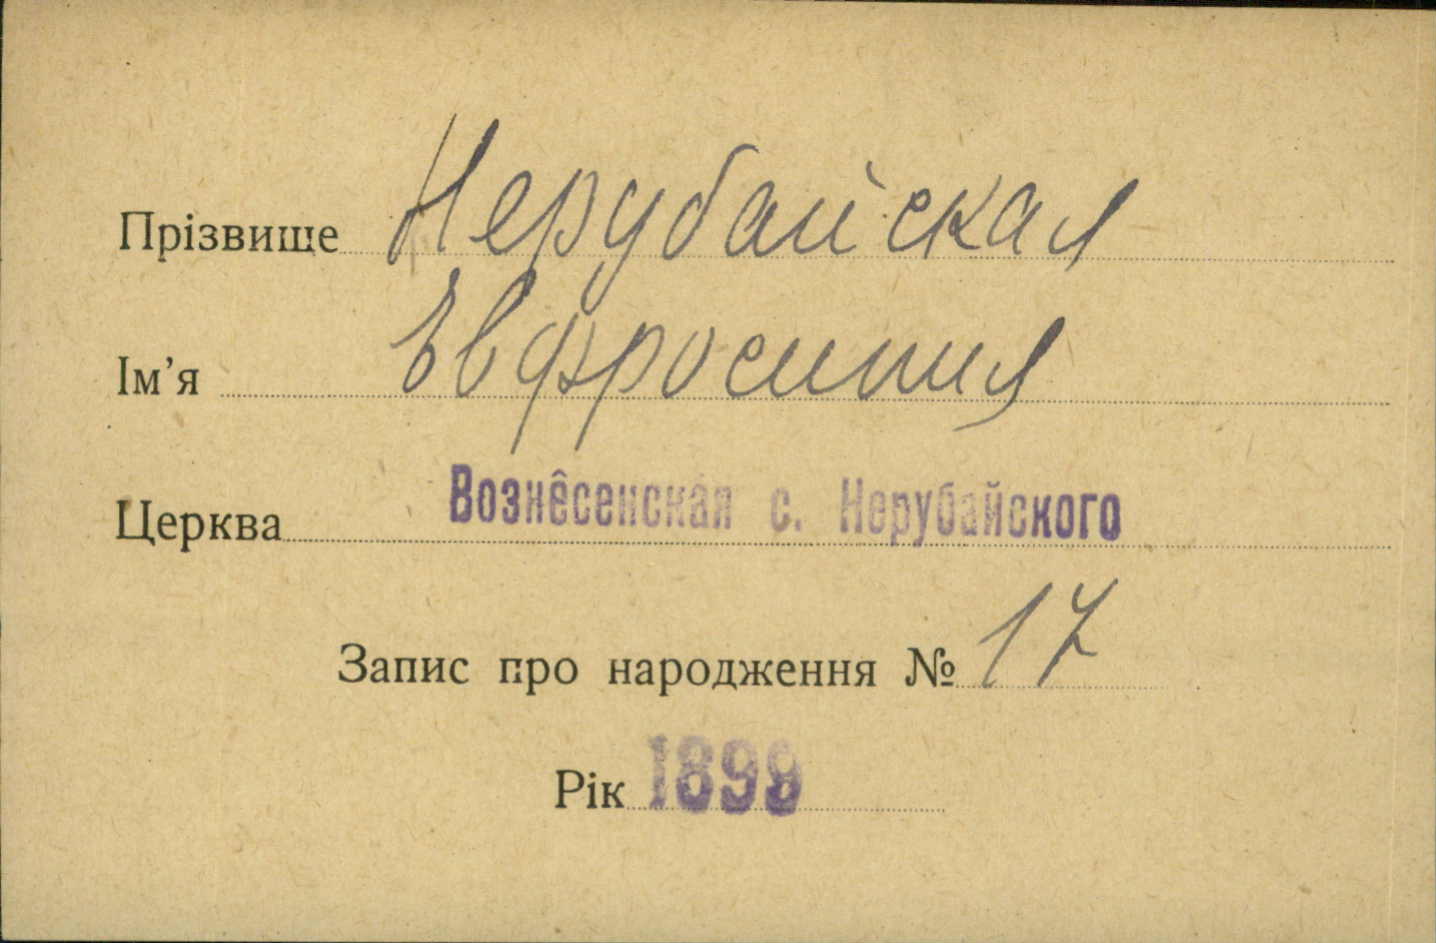 Прізвище Нерубайская
Ім’я Евфросиния
Церква Вознесенская с. Нерубайского
Запис про народження № 17
Рік 1899